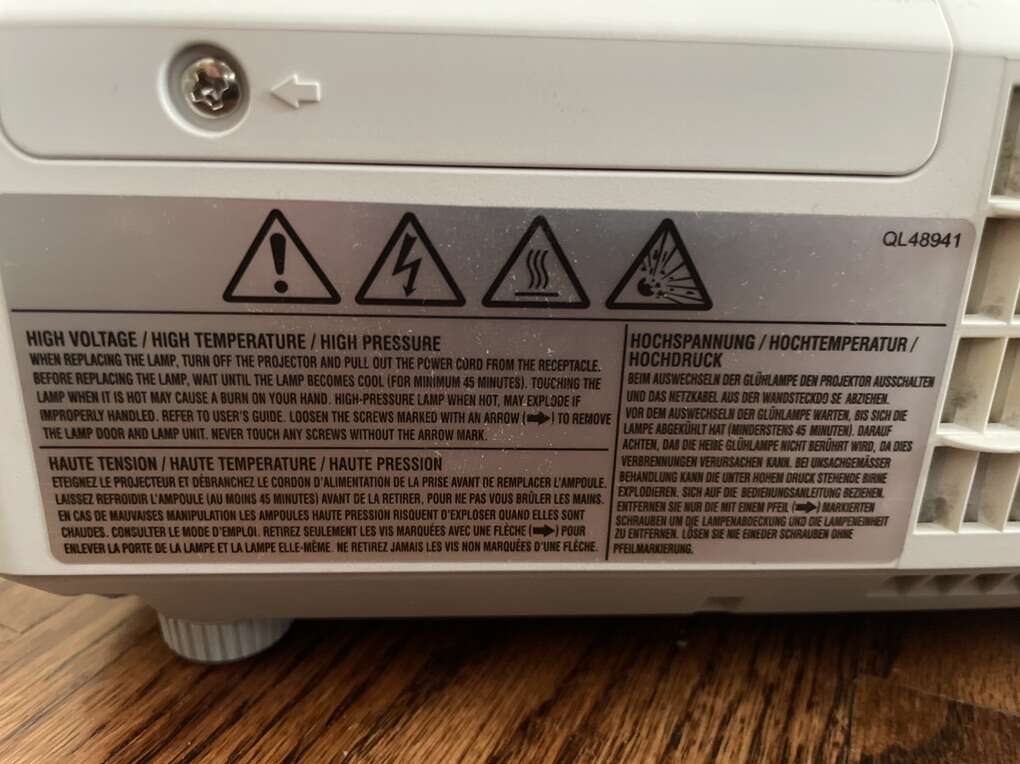 QL48941
HIGH VOLTAGE / HIGH TEMPERATURE / HIGH PRESSURE
WHEN REPLACING THE LAMP, TURN OFF THE PROJECTOR AND PULL OUT THE POWER CORD FROM THE RECEPTACLE.
BEFORE REPLACING THE LAMP, WAIT UNTIL THE LAMP BECOMES COOL (FOR MINIMUM 45 MINUTES). TOUCHING THE
LAMP WHEN IT IS HOT MAY CAUSE A BURN ON YOUR HAND. HIGH-PRESSURE LAMP WHEN HOT, MAY EXPLODE IF
IMPROPERLY HANDLED. REFER TO USER'S GUIDE. LOOSEN THE SCREWS MARKED WITH AN ARROW (➡) TO REMOVE
THE LAMP DOOR AND LAMP UNIT. NEVER TOUCH ANY SCREWS WITHOUT THE ARROW MARK.
HAUTE TENSION / HAUTE TEMPERATURE / HAUTE PRESSION
ETEIGNEZ LE PROJECTEUR ET DÉBRANCHEZ LE CORDON D'ALIMENTATION DE LA PRISE AVANT DE REMPLACER L'AMPOULE.
LAISSEZ REFROIDIR L'AMPOULE (AU MOINS 45 MINUTES) AVANT DE LA RETIRER, POUR NE PAS VOUS BRÛLER LES MAINS.
EN CAS DE MAUVAISES MANIPULATION LES AMPOULES HAUTE PRESSION RISQUENT D'EXPLOSER QUAND ELLES SONT
CHAUDES. CONSULTER LE MODE D'EMPLOI. RETIREZ SEULEMENT LES VIS MARQUÉES AVEC UNE FLÈCHE (➡) POUR
ENLEVER LA PORTE DE LA LAMPE ET LA LAMPE ELLE-MÊME. NE RETIREZ JAMAIS LES VIS NON MARQUÉES D'UNE FLÈCHE.
HOCHSPANNUNG / HOCHTEMPERATUR /
HOCHDRUCK
BEIM AUSWECHSELN DER GLÜHLAMPE DEN PROJEKTOR AUSSCHALTEN
UND DAS NETZKABEL AUS DER WANDSTECKDO SE ABZIEHEN.
VOR DEM AUSWECHSELN DER GLÜHLAMPE WARTEN, BIS SICH DIE
LAMPE ABGEKÜHLT HAT (MINDERSTENS 45 MINUTEN). DARAUF
ACHTEN, DAß DIE HEIßE GLÜHLAMPE NICHT BERÜHRT WIRD, DA DIES
VERBRENNUNGEN VERURSACHEN KANN. BEI UNSACHGEMÄSSER
BEHANDLUNG KANN DIE UNTER HOHEM DRUCK STEHENDE BIRNE
EXPLODIEREN. SICH AUF DIE BEDIENUNGSANLEITUNG BEZIEHEN.
ENTFERNEN SIE NUR DIE MIT EINEM PFEIL (➡) MARKIERTEN
SCHRAUBEN UM DIE LAMPENABDECKUNG UND DIE LAMPENEINHEIT
ZU ENTFERNEN. LÖSEN SIE NIE EINEDER SCHRAUBEN OHNE
PFEILMARKIERUNG.